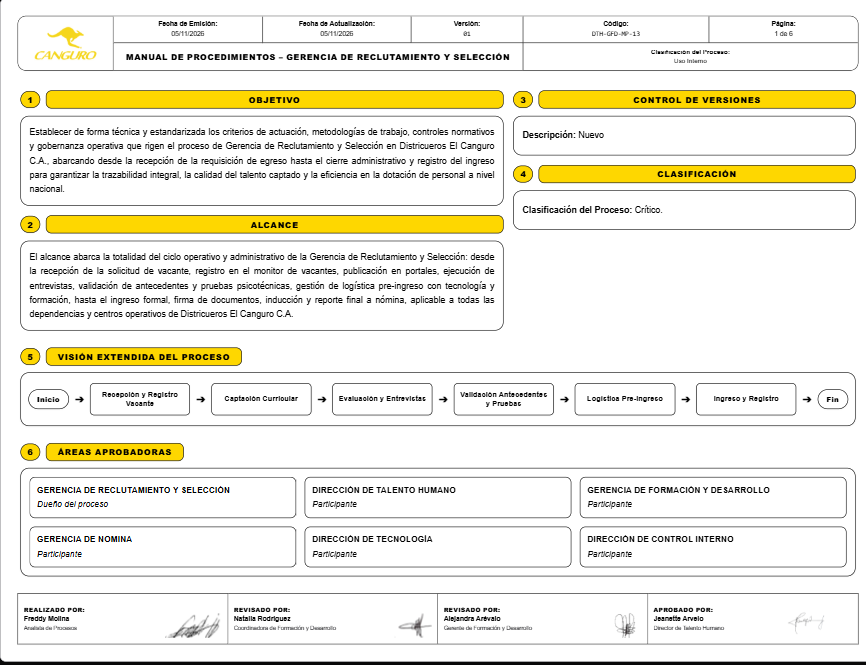 CANGURO
Fecha de Emisión:
05/11/2026
Fecha de Actualización:
05/11/2026
Versión:
01
Código:
DTH-GFD-MP-13
Página:
1 de 6
MANUAL DE PROCEDIMIENTOS – GERENCIA DE RECLUTAMIENTO Y SELECCIÓN
Clasificación del Proceso:
Uso Interno
1
OBJETIVO
Establecer de forma técnica y estandarizada los criterios de actuación, metodologías de trabajo, controles normativos
y gobernanza operativa que rigen el proceso de Gerencia de Reclutamiento y Selección en Districueros El Canguro
C.A., abarcando desde la recepción de la requisición de egreso hasta el cierre administrativo y registro del ingreso
para garantizar la trazabilidad integral, la calidad del talento captado y la eficiencia en la dotación de personal a nivel
nacional.
2
ALCANCE
El alcance abarca la totalidad del ciclo operativo y administrativo de la Gerencia de Reclutamiento y Selección: desde
la recepción de la solicitud de vacante, registro en el monitor de vacantes, publicación en portales, ejecución de
entrevistas, validación de antecedentes y pruebas psicotécnicas, gestión de logística pre-ingreso con tecnología y
formación, hasta el ingreso formal, firma de documentos, inducción y reporte final a nómina, aplicable a todas las
dependencias y centros operativos de Districueros El Canguro C.A.
3
CONTROL DE VERSIONES
Descripción: Nuevo
4
CLASIFICACIÓN
Clasificación del Proceso: Crítico.
5
VISIÓN EXTENDIDA DEL PROCESO
Inicio
Recepción y Registro
Vacante
Captación Curricular
Evaluación y Entrevistas
Validación Antecedentes
y Pruebas
Logística Pre-Ingreso
Ingreso y Registro
Fin
6
ÁREAS APROBADORAS
GERENCIA DE RECLUTAMIENTO Y SELECCIÓN
Dueño del proceso
DIRECCIÓN DE TALENTO HUMANO
Participante
GERENCIA DE FORMACIÓN Y DESARROLLO
Participante
GERENCIA DE NOMINA
Participante
DIRECCIÓN DE TECNOLOGÍA
Participante
DIRECCIÓN DE CONTROL INTERNO
Participante
REALIZADO POR:
Freddy Molina
Analista de Procesos
REVISADO POR:
Natalia Rodríguez
Coordinadora de Formación y Desarrollo
REVISADO POR:
Alejandra Arévalo
Gerente de Formación y Desarrollo
APROBADO POR:
Jeanette Arvelo
Director de Talento Humano